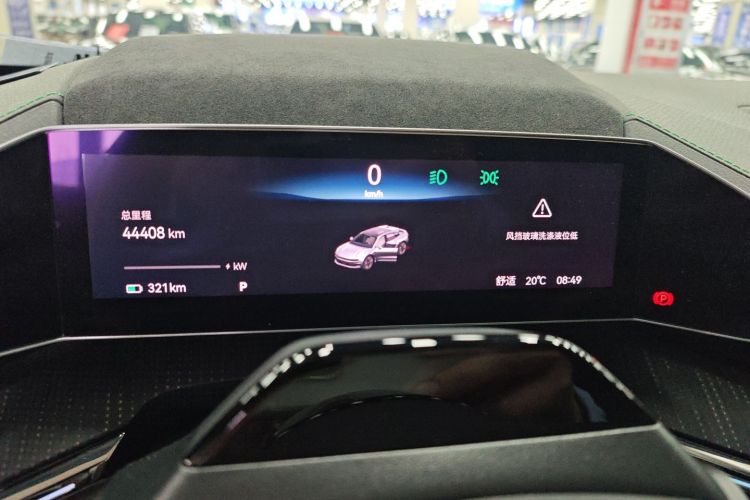 0
km/h
总里程
44408 km
风挡玻璃洗涤液位低
kW
321km
P
舒适 20℃ 08:49
P